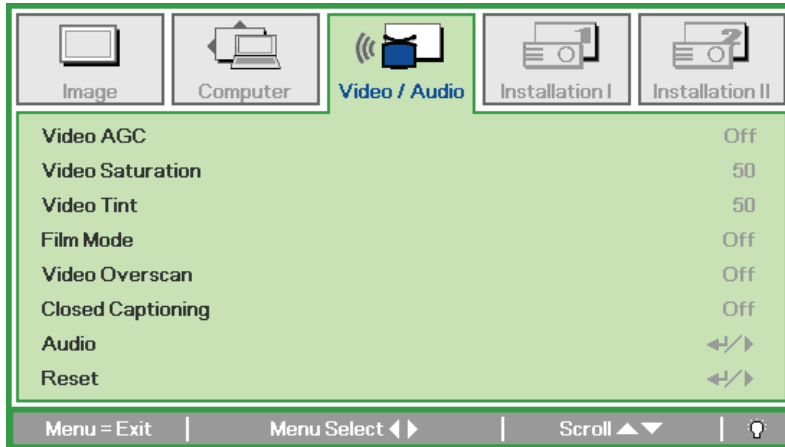 Image Computer Video / Audio Installation I Installation II
Video AGC Off
Video Saturation 50
Video Tint 50
Film Mode Off
Video Overscan Off
Closed Captioning Off
Audio
Reset
Menu = Exit Menu Select Scroll